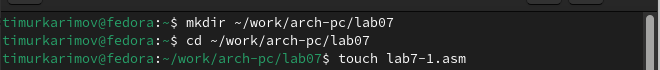 timurkarimov@fedora:~$ mkdir ~/work/arch-pc/lab07
timurkarimov@fedora:~$ cd ~/work/arch-pc/lab07
timurkarimov@fedora:~/work/arch-pc/lab07$ touch lab7-1.asm